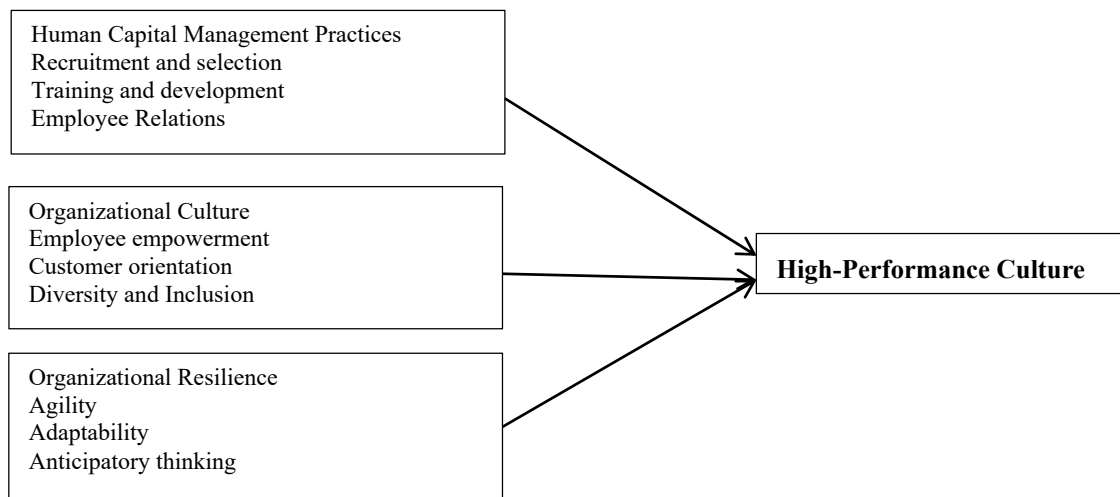 Human Capital Management Practices
Recruitment and selection
Training and development
Employee Relations
Organizational Culture
Employee empowerment
Customer orientation
Diversity and Inclusion
High-Performance Culture
Organizational Resilience
Agility
Adaptability
Anticipatory thinking